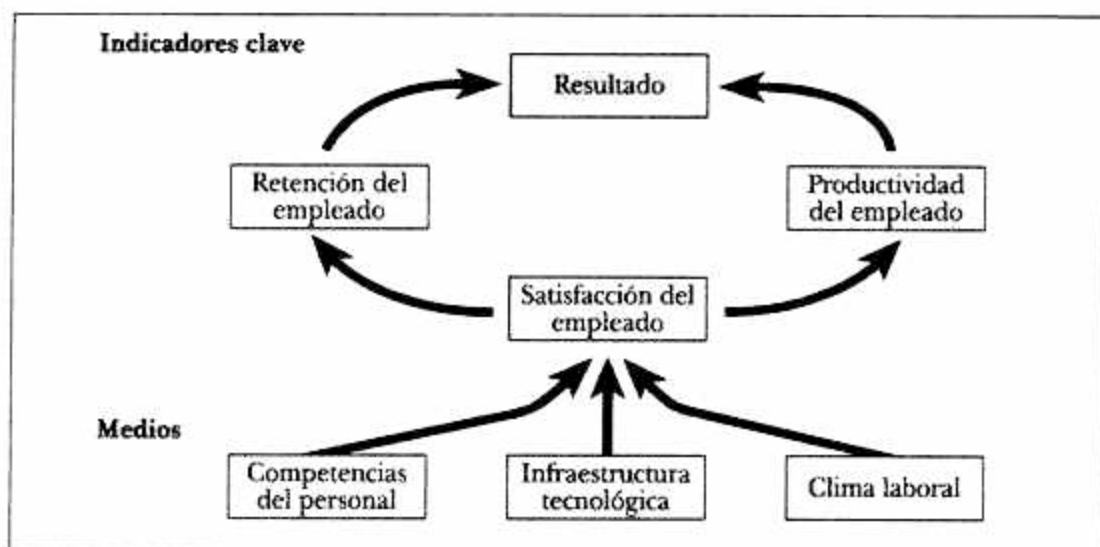 Indicadores clave
Resultado
Retención del
empleado
Productividad
del empleado
Satisfacción del
empleado
Medios
Competencias
del personal
Infraestructura
tecnológica
Clima laboral